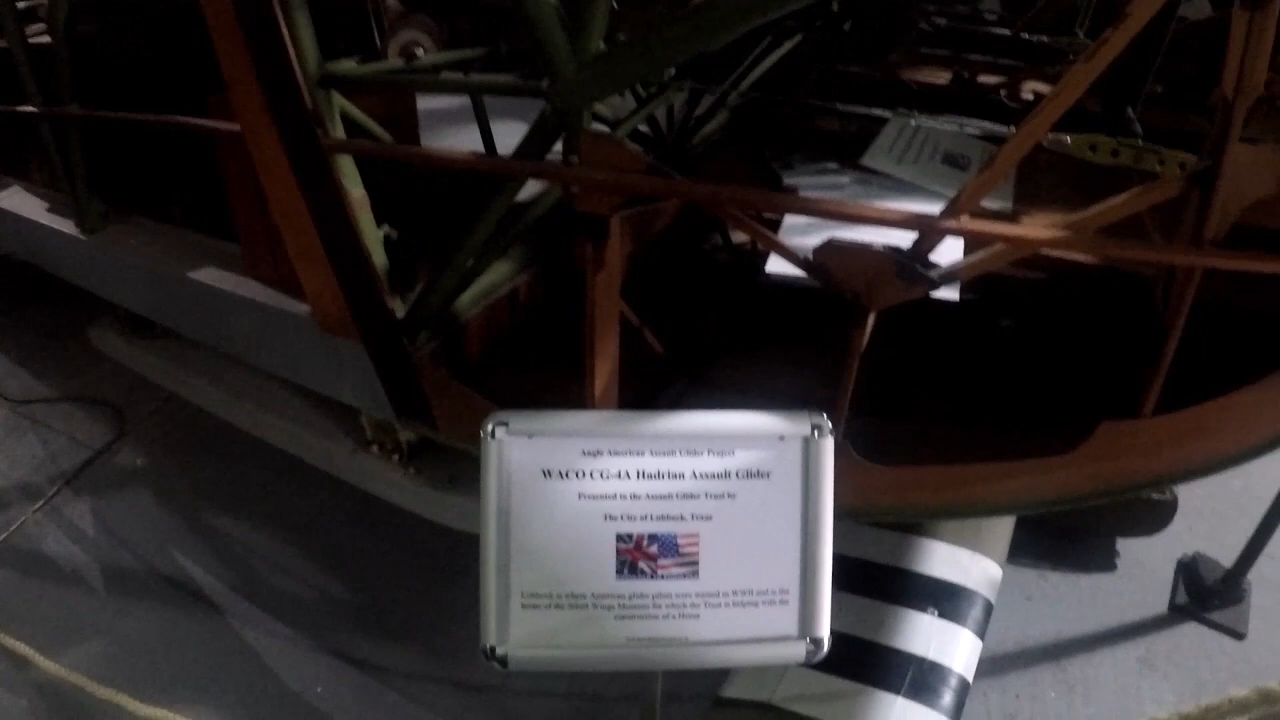 Anglo American Assault Glider Project
WACO CG-4A Hadrian Assault Glider
Presented to the Assault Glider Trust by
The City of Lubbock, Texas
Lubbock is where American glider pilots were trained in WWII and is the
home of the Silent Wings Museum for which the Trust is helping with the
construction of a Horsa